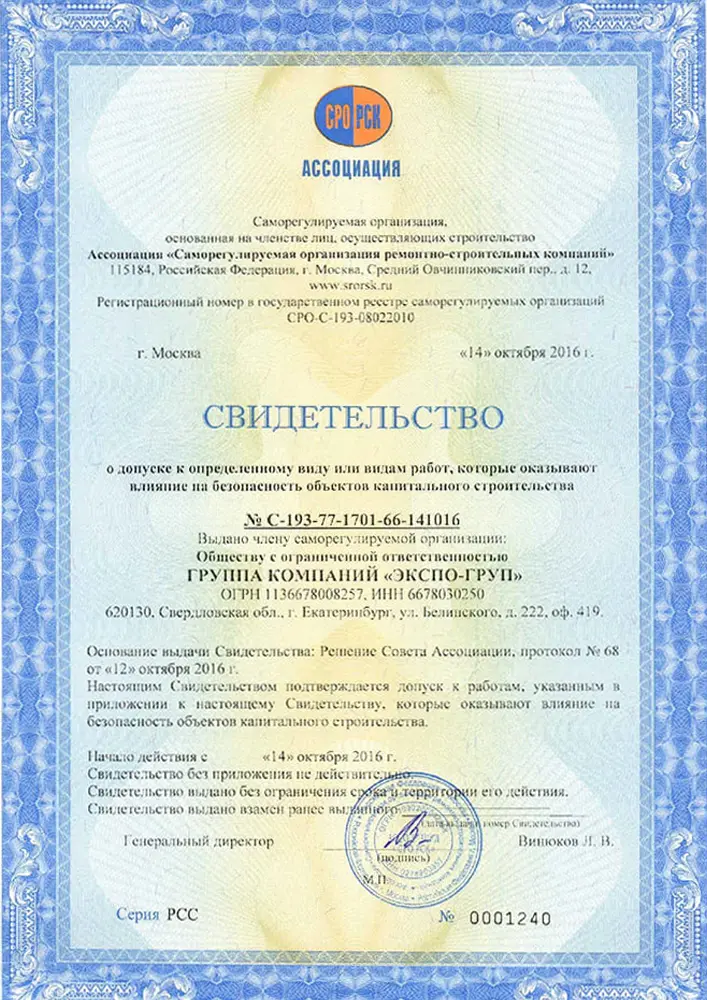 СРО РСК
АССОЦИАЦИЯ
Саморегулируемая организация,
основанная на членстве лиц, осуществляющих строительство
Ассоциация «Саморегулируемая организация ремонтно-строительных компаний»
115184, Российская Федерация, г. Москва, Средний Овчинниковский пер., д. 12,
www.srorsk.ru
Регистрационный номер в государственном реестре саморегулируемых организаций
СРО-С-193-08022010
г. Москва «14» октября 2016 г.
СВИДЕТЕЛЬСТВО
о допуске к определенному виду или видам работ, которые оказывают
влияние на безопасность объектов капитального строительства
№ С-193-77-1701-66-141016
Выдано члену саморегулируемой организации:
Обществу с ограниченной ответственностью
ГРУППА КОМПАНИЙ «ЭКСПО-ГРУП»
ОГРН 1136678008257, ИНН 6678030250
620130, Свердловская обл., г. Екатеринбург, ул. Белинского, д. 222, оф. 419.
Основание выдачи Свидетельства: Решение Совета Ассоциации, протокол № 68
от «12» октября 2016 г.
Настоящим Свидетельством подтверждается допуск к работам, указанным в
приложении к настоящему Свидетельству, которые оказывают влияние на
безопасность объектов капитального строительства.
Начало действия с «14» октября 2016 г.
Свидетельство без приложения не действительно.
Свидетельство выдано без ограничения срока и территории его действия.
Свидетельство выдано взамен ранее выданного
(дата выдачи, номер Свидетельства)
Генеральный директор Винюков Л. В.
(подпись)
М.П.
Серия РСС № 0001240